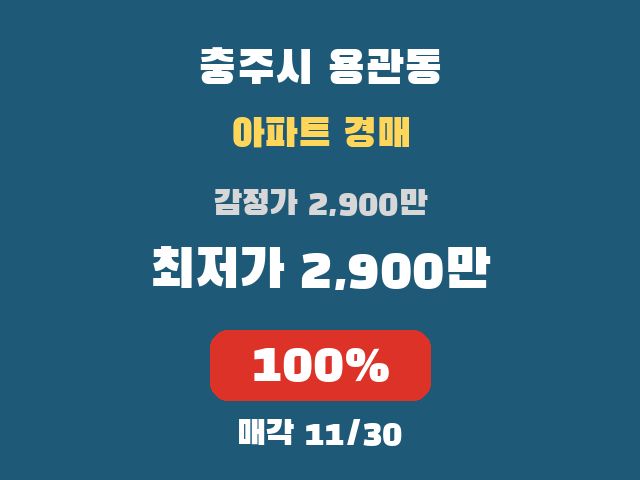 충주시 용관동
아파트 경매
감정가 2,900만
최저가 2,900만
100%
매각 11/30